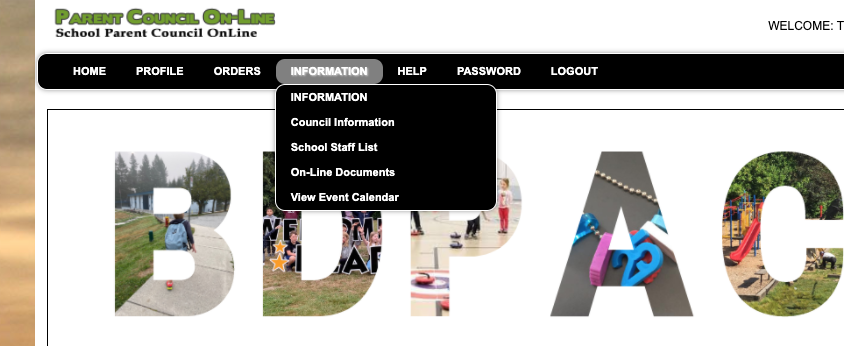 PARENT COUNCIL ON-LINE
School Parent Council OnLine
WELCOME: T
HOME PROFILE ORDERS INFORMATION HELP PASSWORD LOGOUT
INFORMATION
Council Information
School Staff List
On-Line Documents
View Event Calendar
BDPAC